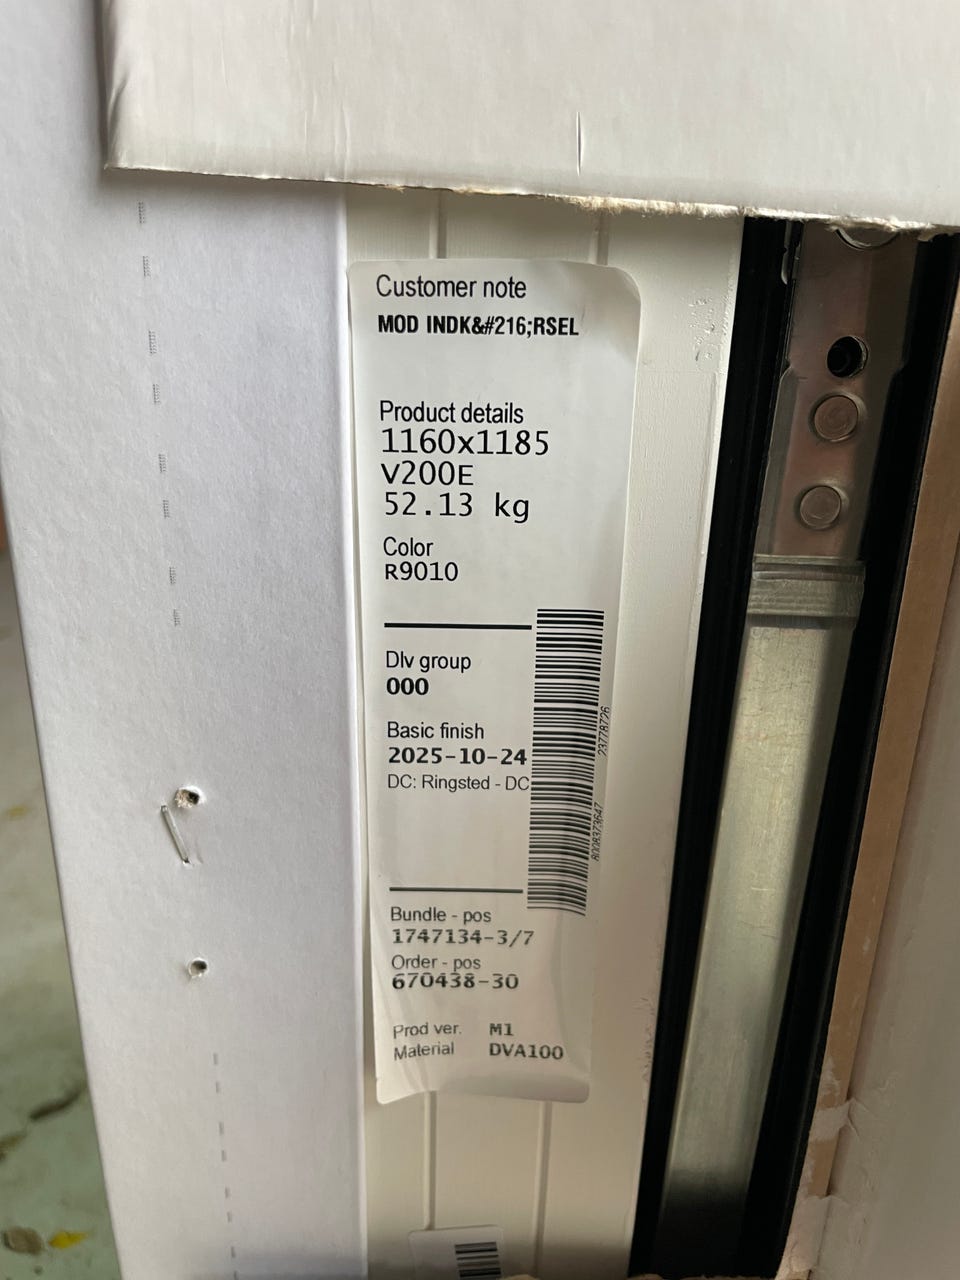 Customer note
MOD INDK&#216;RSEL
Product details
1160x1185
V200E
52.13 kg
Color
R9010
Dlv group
000
Basic finish
2025-10-24
DC: Ringsted - DC
23778726
8008373647
Bundle - pos
1747134-3/7
Order - pos
670438-30
Prod ver. M1
Material DVA100